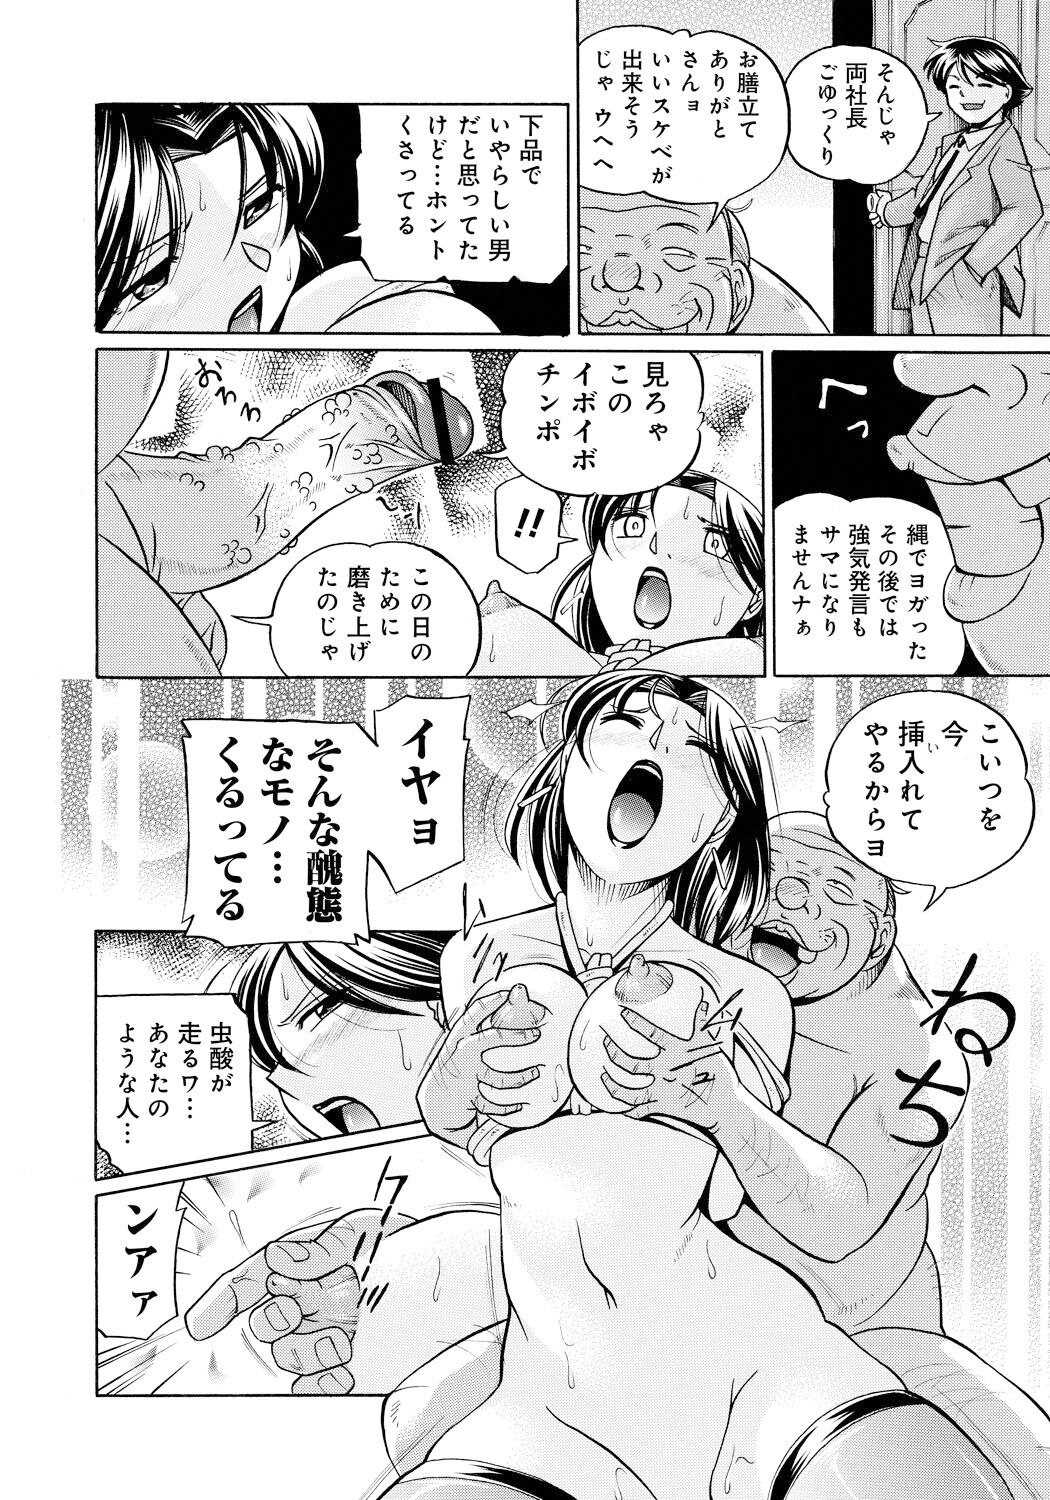 そんじゃ
両社長
ごゆっくり
お膳立て
ありがと
さんョ
いいスケベが
出来そう
じゃ ウヘヘ
下品で
いやらしい男
だと思ってた
けど…ホント
くさってる
へっ
縄でヨガった
その後では
強気発言も
サマになり
ませんナぁ
見ろゃ
この
イボイボ
チンポ
おろろ
!!
この日の
ために
磨き上げ
たのじゃ
こいつを
今
挿入れて
い
やるからヨ
イヤョ
そんな醜態
なモノ…
くるってる
ねち
虫酸が
走るワ…
あなたの
ような人…
ンアァ